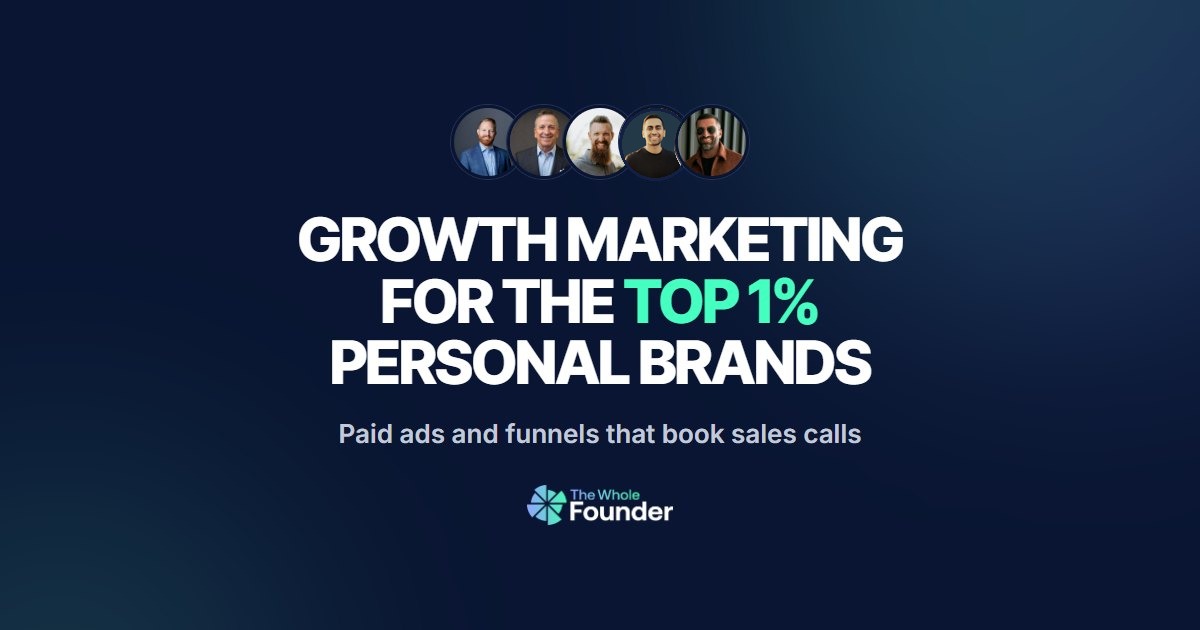 GROWTH MARKETING
FOR THE TOP 1%
PERSONAL BRANDS
Paid ads and funnels that book sales calls
The Whole
Founder